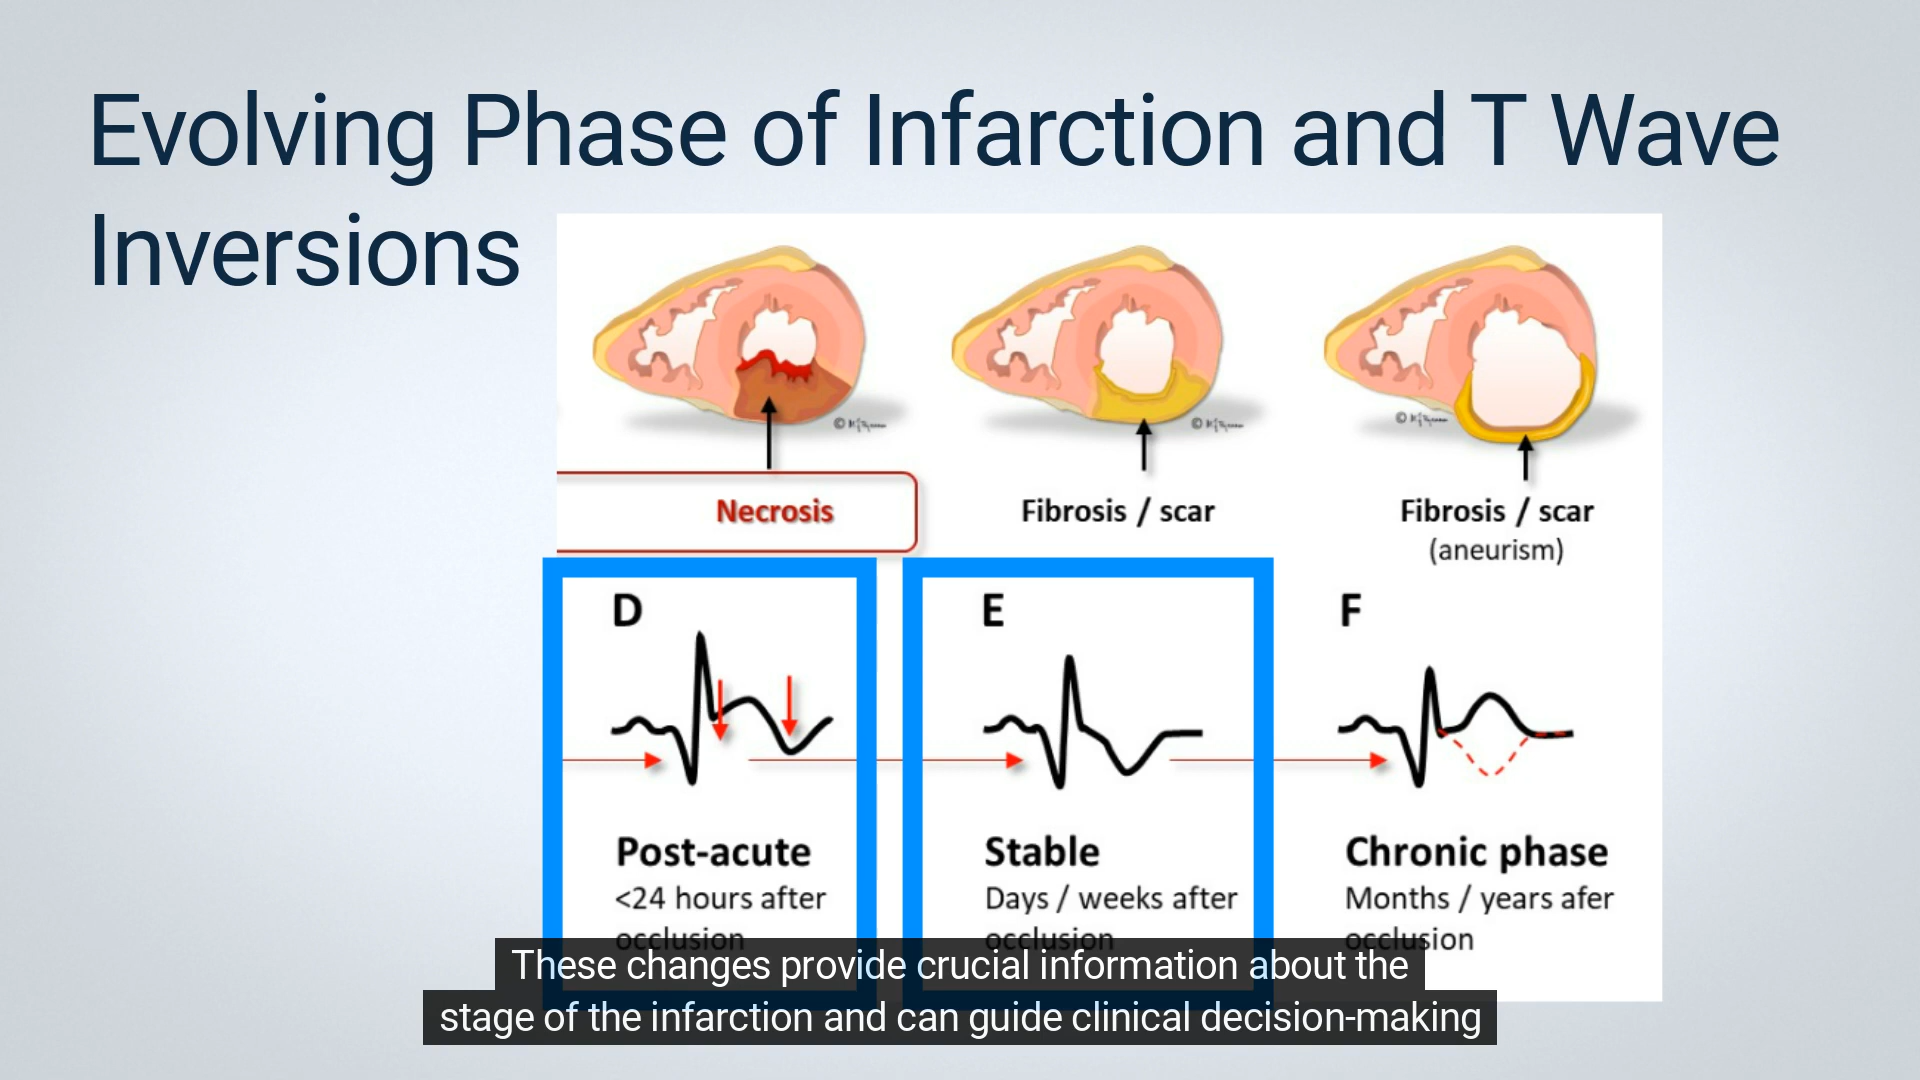 Evolving Phase of Infarction and T Wave
Inversions
Necrosis
Fibrosis / scar
Fibrosis / scar
(aneurism)
D
E
F
Post-acute
<24 hours after
occlusion
Stable
Days / weeks after
occlusion
Chronic phase
Months / years afer
occlusion
These changes provide crucial information about the
stage of the infarction and can guide clinical decision-making